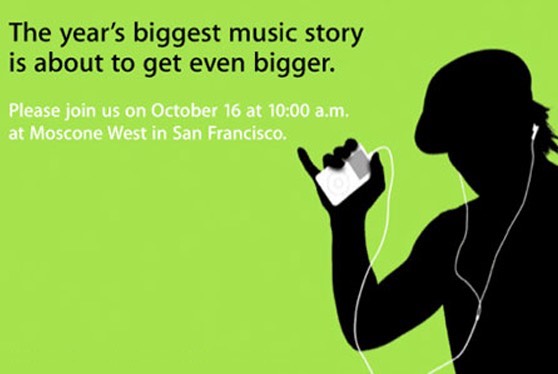 The year’s biggest music story
is about to get even bigger.
Please join us on October 16 at 10:00 a.m.
at Moscone West in San Francisco.